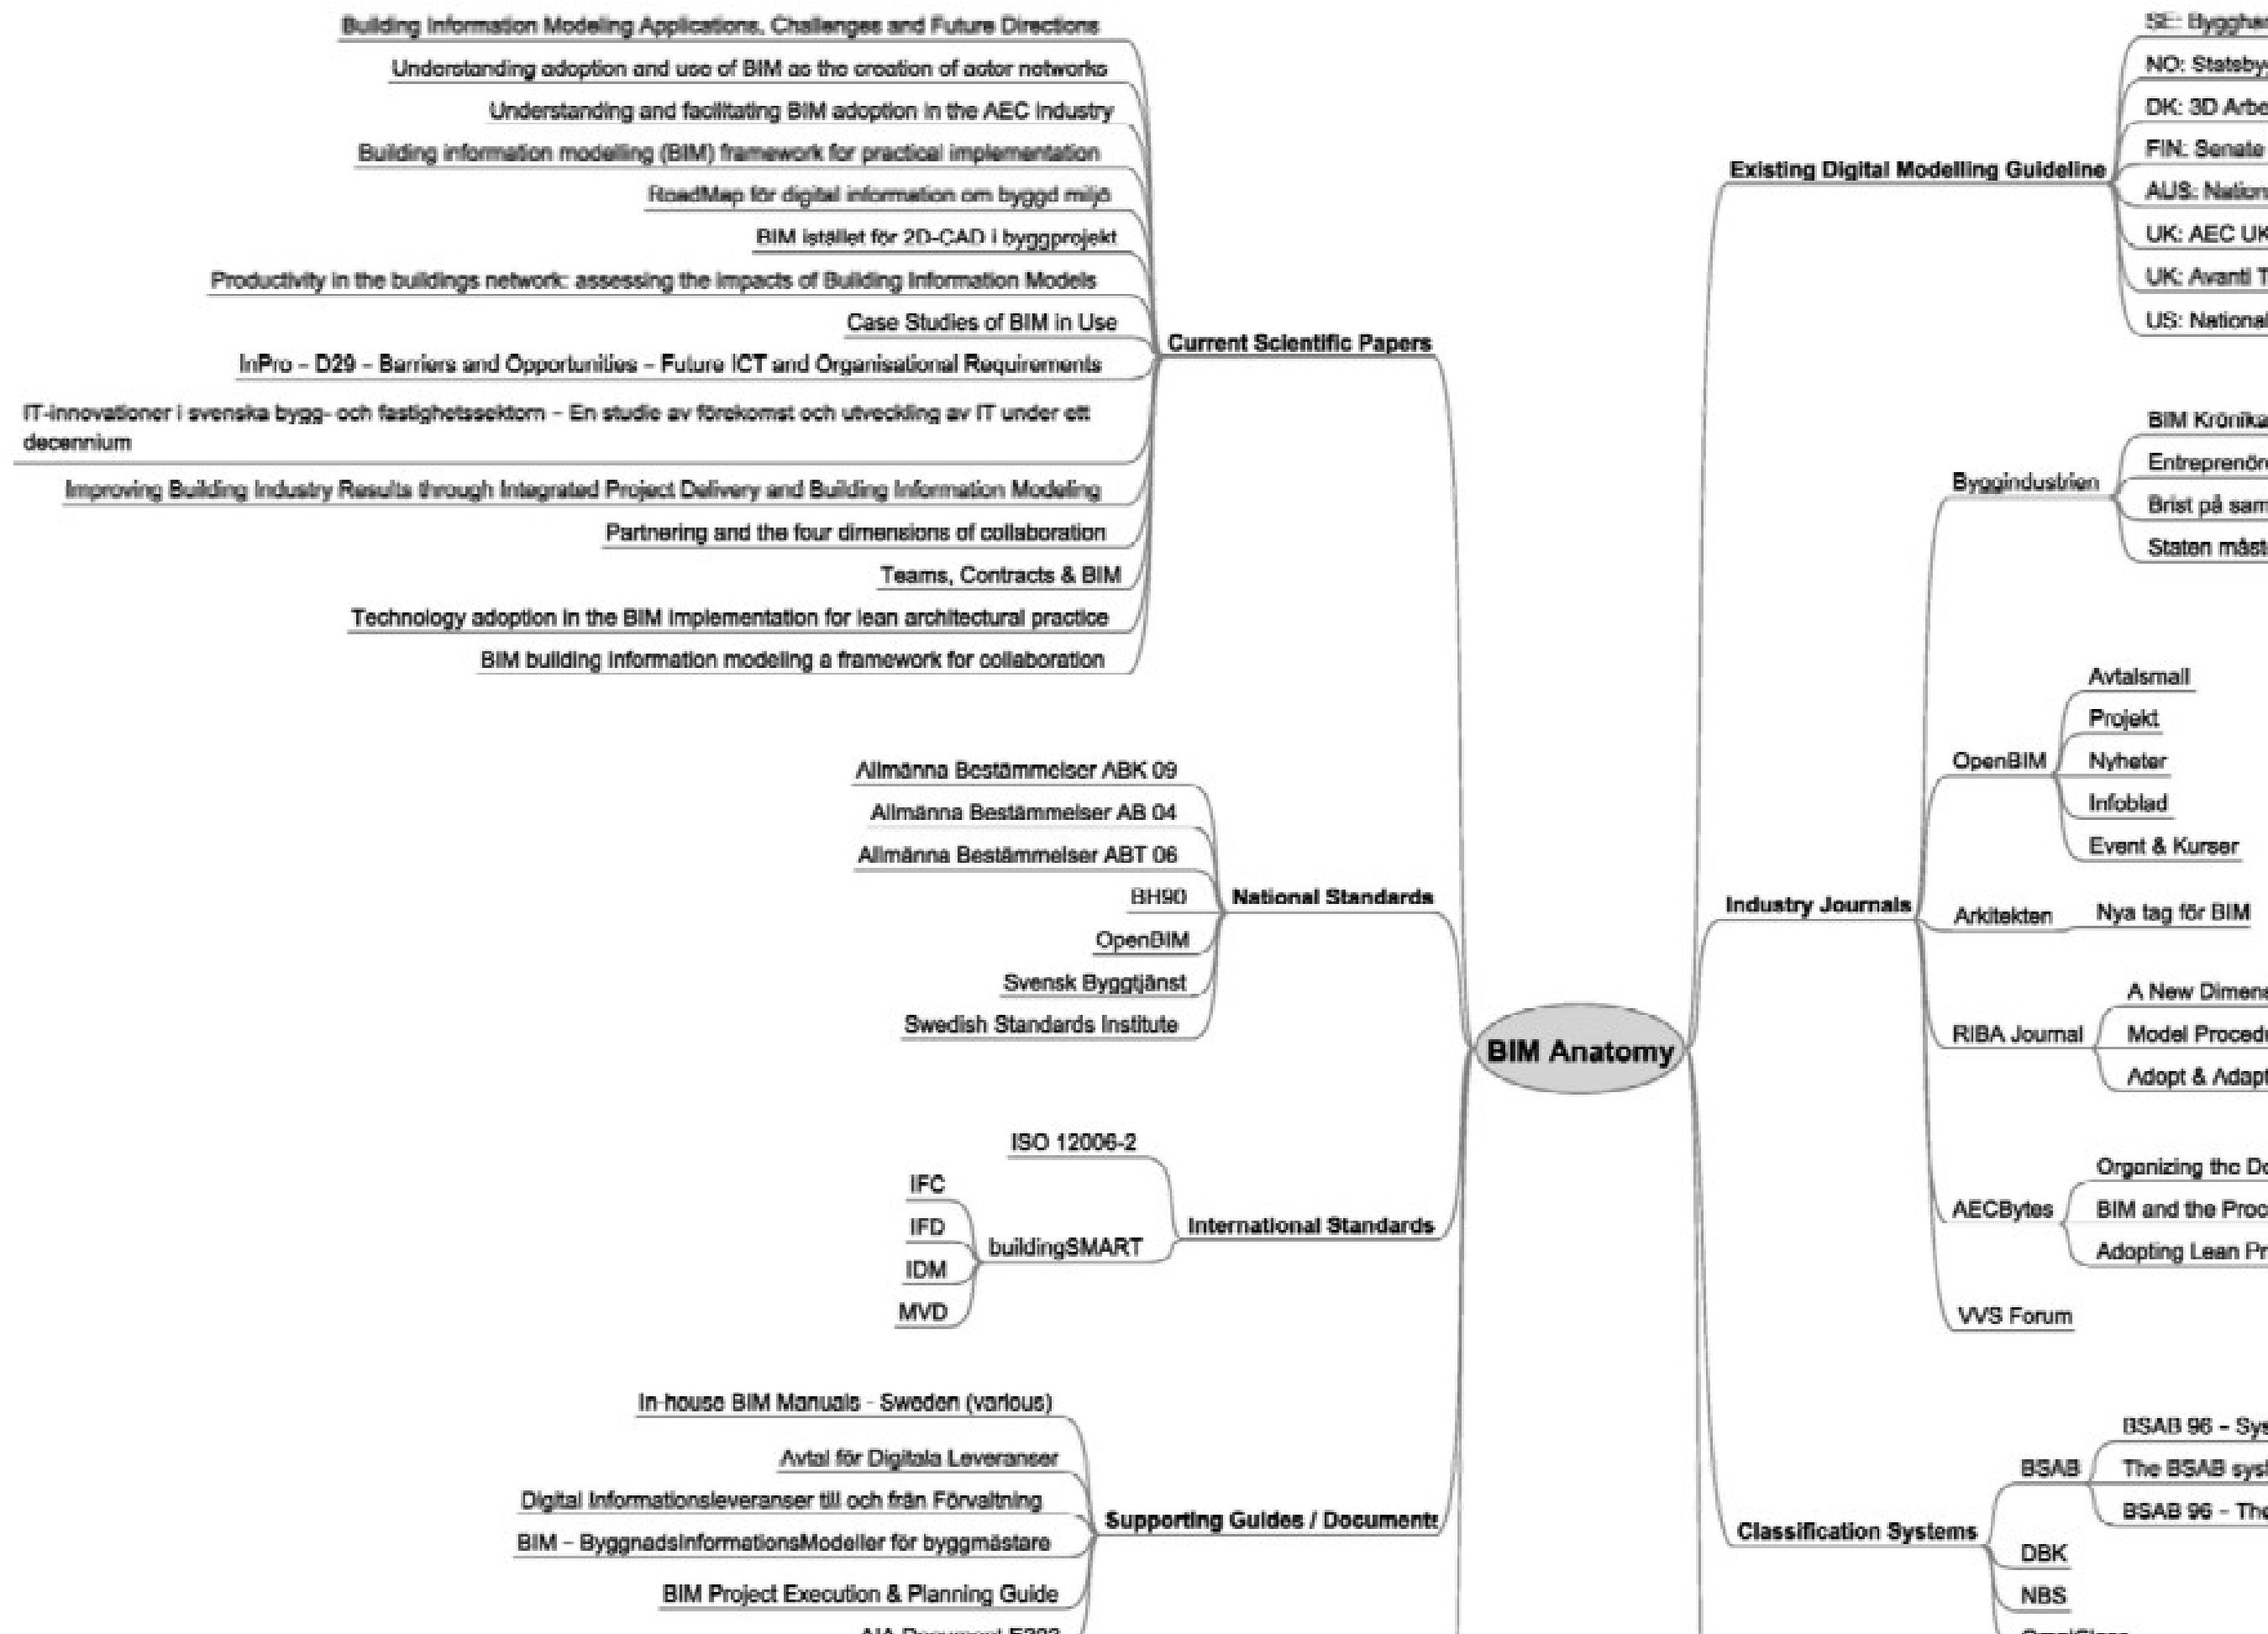 Building Information Modeling Applications, Challenges and Future Directions
Understanding adoption and use of BIM as the creation of actor networks
Understanding and facilitating BIM adoption in the AEC industry
Building information modelling (BIM) framework for practical implementation
RoadMap för digital information om byggd miljö
BIM istället för 2D-CAD i byggprojekt
Productivity in the buildings network: assessing the impacts of Building Information Models
Case Studies of BIM in Use
InPro – D29 – Barriers and Opportunities – Future ICT and Organisational Requirements
IT-innovationer i svenska bygg- och fastighetssektorn – En studie av förekomst och utveckling av IT under ett
decennium
Improving Building Industry Results through Integrated Project Delivery and Building Information Modeling
Partnering and the four dimensions of collaboration
Teams, Contracts & BIM
Technology adoption in the BIM implementation for lean architectural practice
BIM building information modeling a framework for collaboration
Current Scientific Papers
Allmänna Bestämmelser ABK 09
Allmänna Bestämmelser AB 04
Allmänna Bestämmelser ABT 06
BH90
OpenBIM
Svensk Byggtjänst
Swedish Standards Institute
National Standards
ISO 12006-2
IFC
IFD
IDM
MVD
buildingSMART
International Standards
In-house BIM Manuals - Sweden (various)
Avtal för Digitala Leveranser
Digital Informationsleveranser till och från Förvaltning
BIM – ByggnadsInformationsModeller för byggmästare
BIM Project Execution & Planning Guide
AIA Document
Supporting Guides / Documents
BIM Anatomy
Existing Digital Modelling Guideline
SE:
NO:
DK: 3D
FIN: Senate
AUS:
UK: AEC UK
UK: Avanti
US: National
Industry Journals
Byggindustrien
BIM
Brist på
Staten
OpenBIM
Avtalsmall
Projekt
Nyheter
Infoblad
Event & Kurser
Arkitekten
Nya tag för BIM
RIBA Journal
A New
Model
Adopt &
AECBytes
Organizing the
BIM and the
Adopting Lean
VVS Forum
Classification Systems
BSAB
BSAB 96 –
The BSAB
BSAB 96 –
DBK
NBS